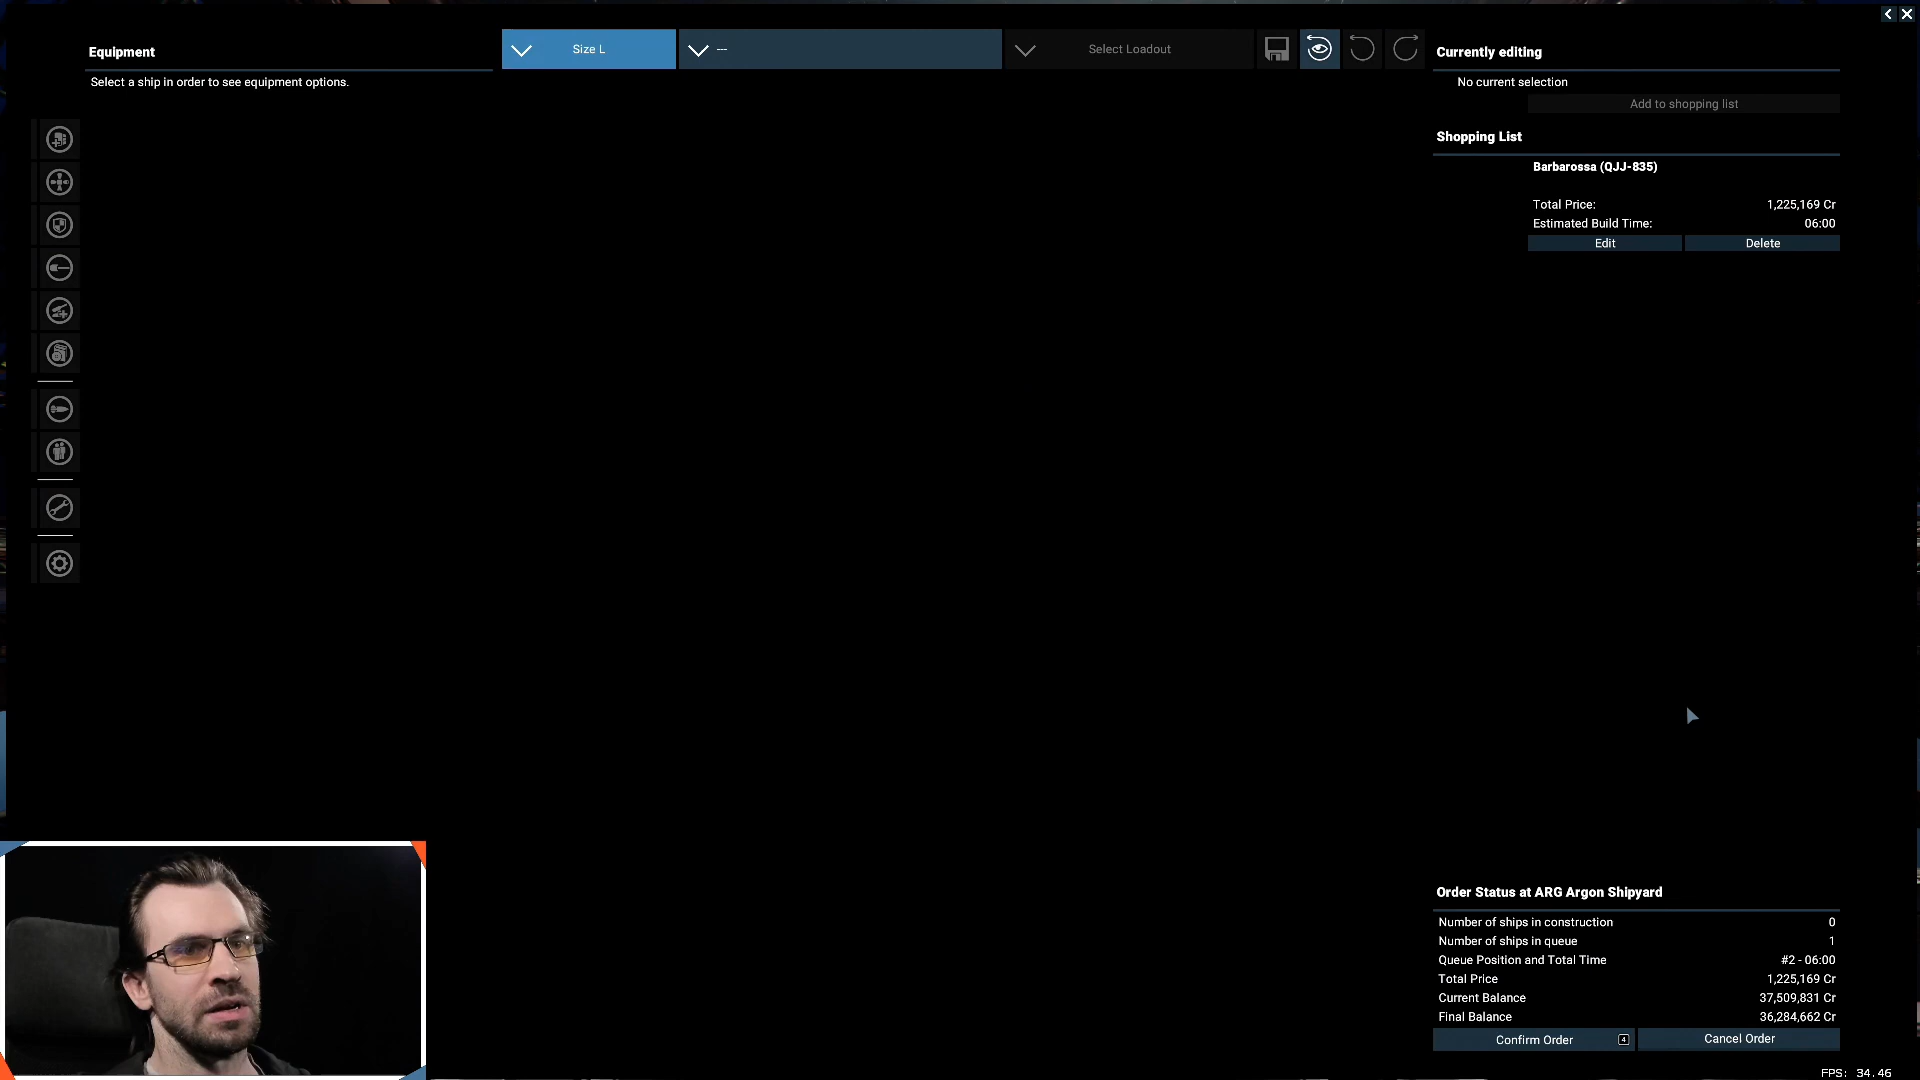 Equipment
Select a ship in order to see equipment options.
Size L
---
Select Loadout
Currently editing
No current selection
Add to shopping list
Shopping List
Barbarossa (QJJ-835)
Total Price: 1,225,169 Cr
Estimated Build Time: 06:00
Edit Delete
Order Status at ARG Argon Shipyard
Number of ships in construction 0
Number of ships in queue 1
Queue Position and Total Time #2 - 06:00
Total Price 1,225,169 Cr
Current Balance 37,509,831 Cr
Final Balance 36,284,662 Cr
Confirm Order 4 Cancel Order
FPS: 34.46